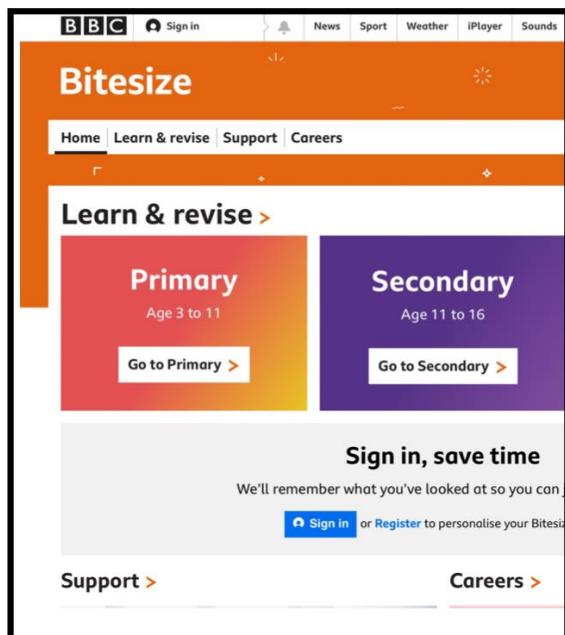 BBC Sign in News Sport Weather iPlayer Sounds
Bitesize
Home Learn & revise Support Careers
Learn & revise >
Primary
Age 3 to 11
Go to Primary >
Secondary
Age 11 to 16
Go to Secondary >
Sign in, save time
We'll remember what you've looked at so you can
Sign in or Register to personalise your
Support >
Careers >